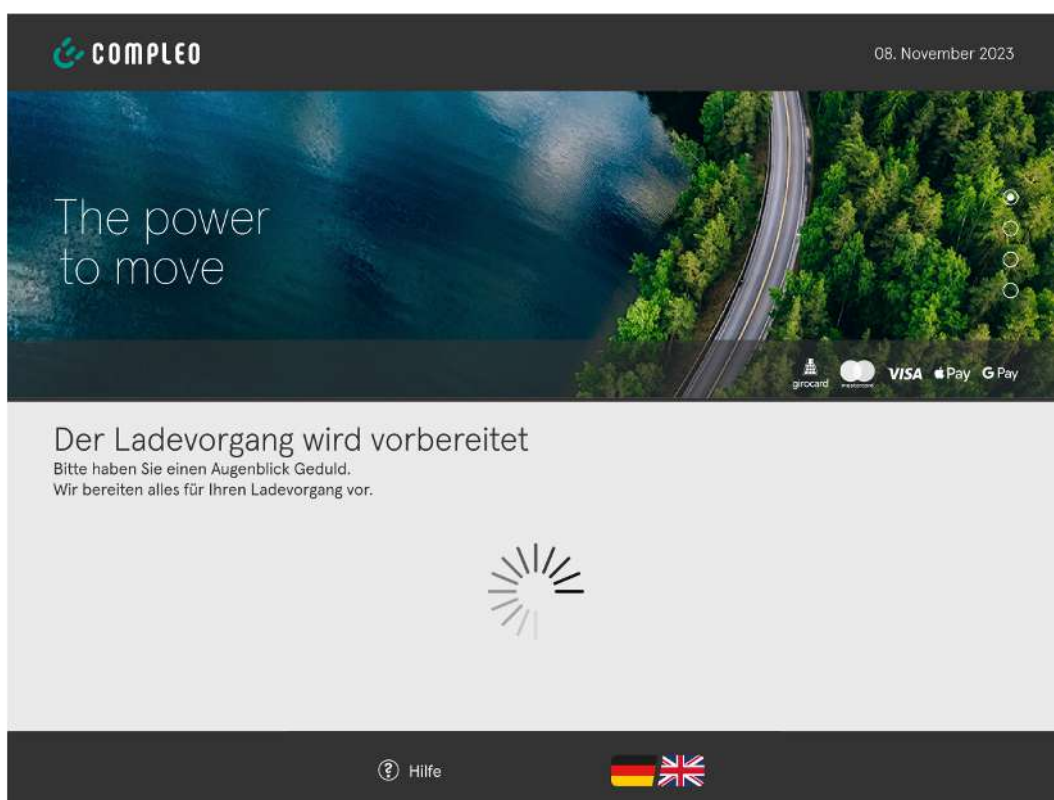 COMPLEO
08. November 2023
The power
to move
girocard
mastercard
VISA
Pay
G Pay
Der Ladevorgang wird vorbereitet
Bitte haben Sie einen Augenblick Geduld.
Wir bereiten alles für Ihren Ladevorgang vor.
? Hilfe